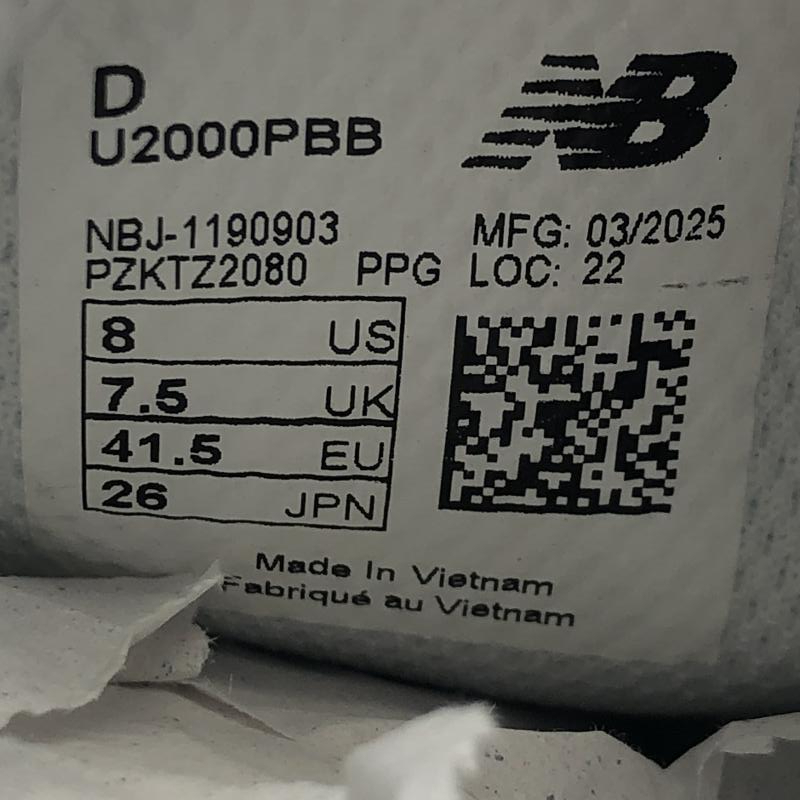 D
U2000PBB
NB
NBJ-1190903 MFG: 03/2025
PZKTZ2080 PPG LOC: 22
8 US
7.5 UK
41.5 EU
26 JPN
Made In Vietnam
Fabriqué au Vietnam